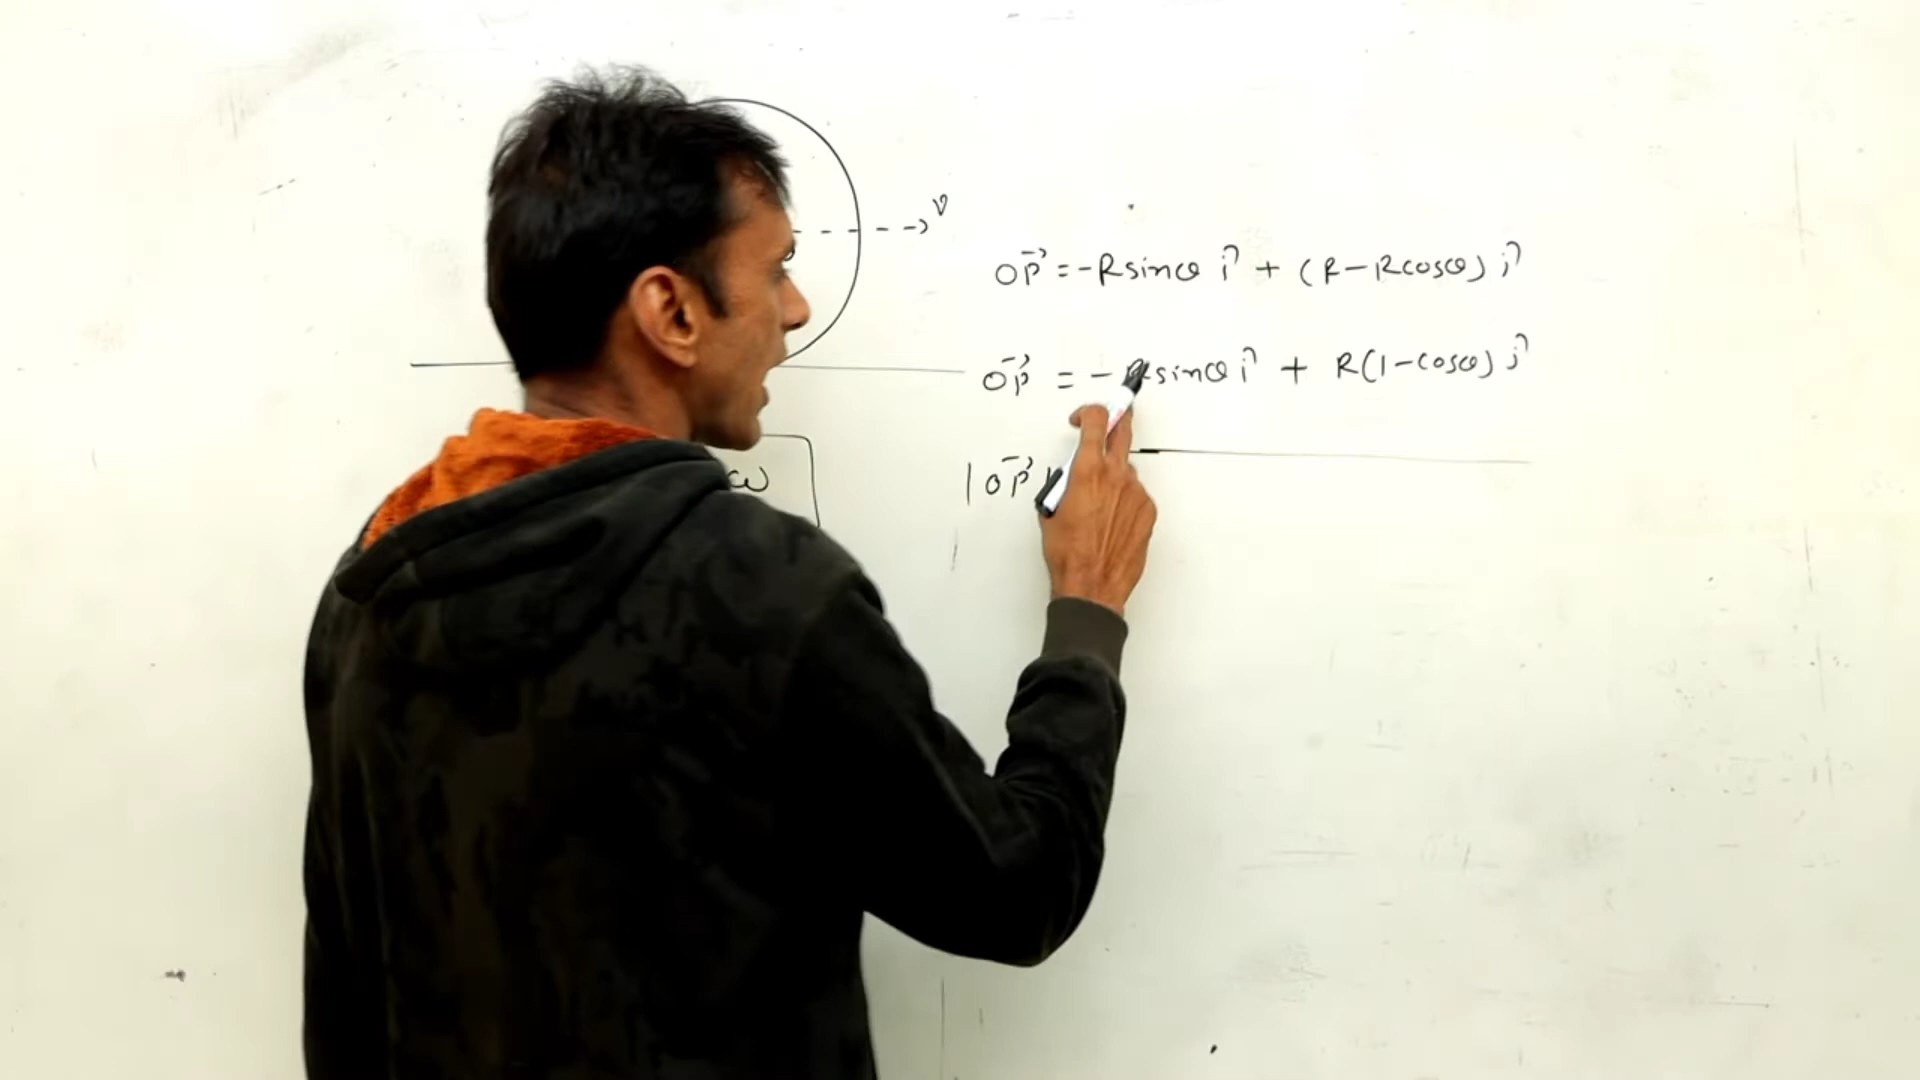 v
OP⃗ = -Rsinθ î + (R-Rcosθ) ĵ
OP⃗ = -Rsinθ î + R(1-cosθ) ĵ
ω
|OP⃗|